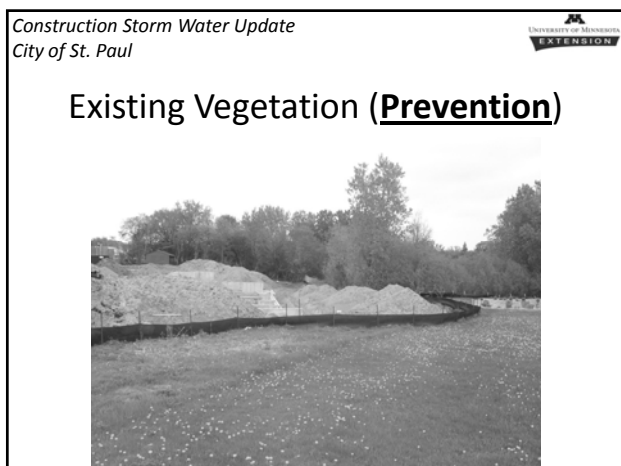 Construction Storm Water Update
City of St. Paul
UNIVERSITY OF MINNESOTA
EXTENSION
Existing Vegetation (Prevention)